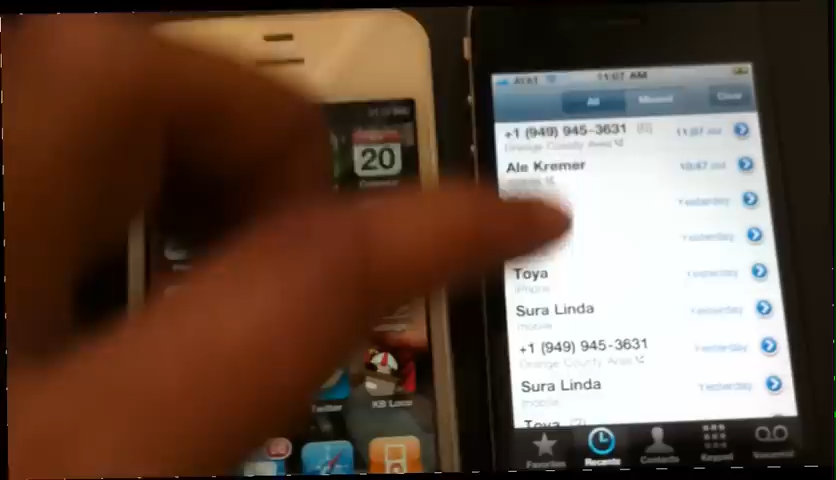 AT&T 11:07 AM
All Missed Clear
+1 (949) 945-3631 11:07 AM
Orange County Area
Ale Kremer 10:47 AM
Yesterday
Yesterday
Toya Yesterday
iPhone
Sura Linda Yesterday
mobile
+1 (949) 945-3631 Yesterday
Orange County Area
Sura Linda Yesterday
mobile
Toya
Favorites Recents Contacts Keypad Voicemail
20
Calendar
Twitter KB Loco